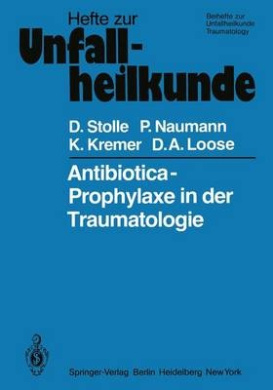 Hefte zur
Beihefte zur
Unfallheilkunde
Traumatology
Unfall-
heilkunde
D. Stolle P. Naumann
K. Kremer D. A. Loose
Antibiotica-
Prophylaxe in der
Traumatologie
Springer-Verlag Berlin Heidelberg New York